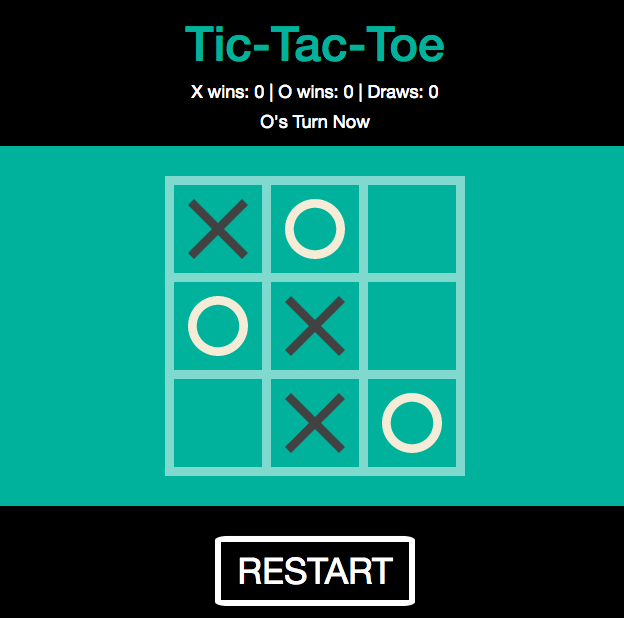 Tic-Tac-Toe
X wins: 0 | O wins: 0 | Draws: 0
O's Turn Now
X O
O X
X O
RESTART